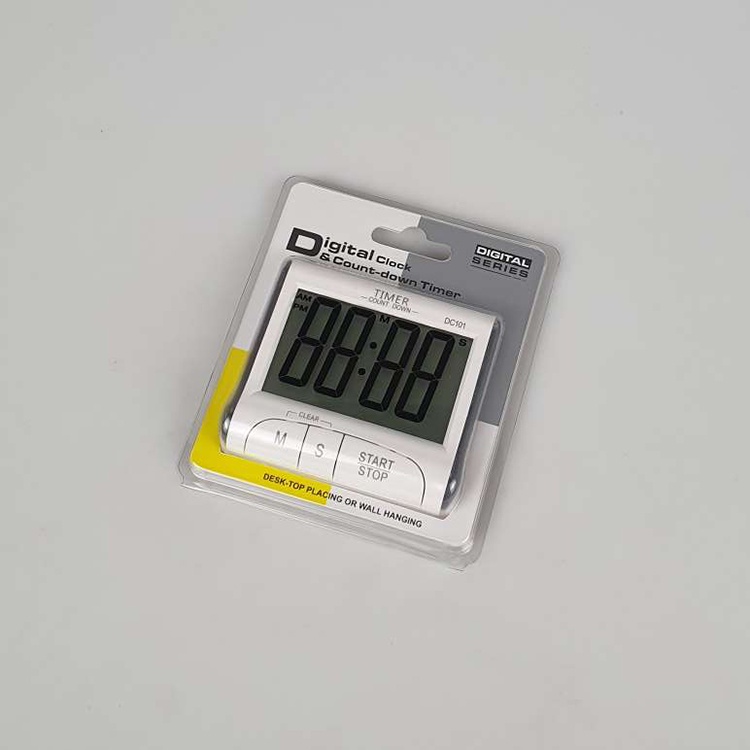 Digital Clock
& Count-down Timer
DIGITAL
SERIES
TIMER
COUNT DOWN
DC101
AM
PM
M
S
88:88
CLEAR
M
S
START
STOP
DESK-TOP PLACING OR WALL HANGING